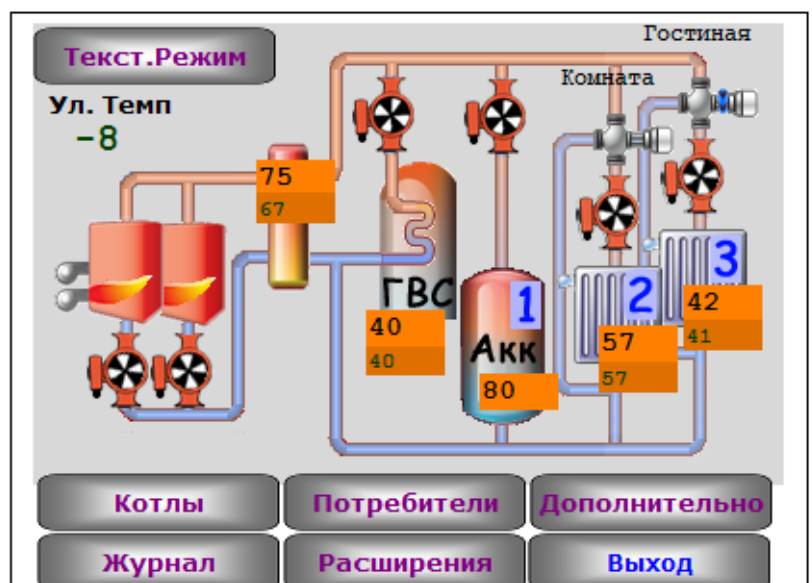 Гостиная
Текст.Режим
Комната
Ул. Темп
-8
75
67
ГВС
40
40
1
Акк
80
2
57
57
3
42
41
Котлы
Потребители
Дополнительно
Журнал
Расширения
Выход